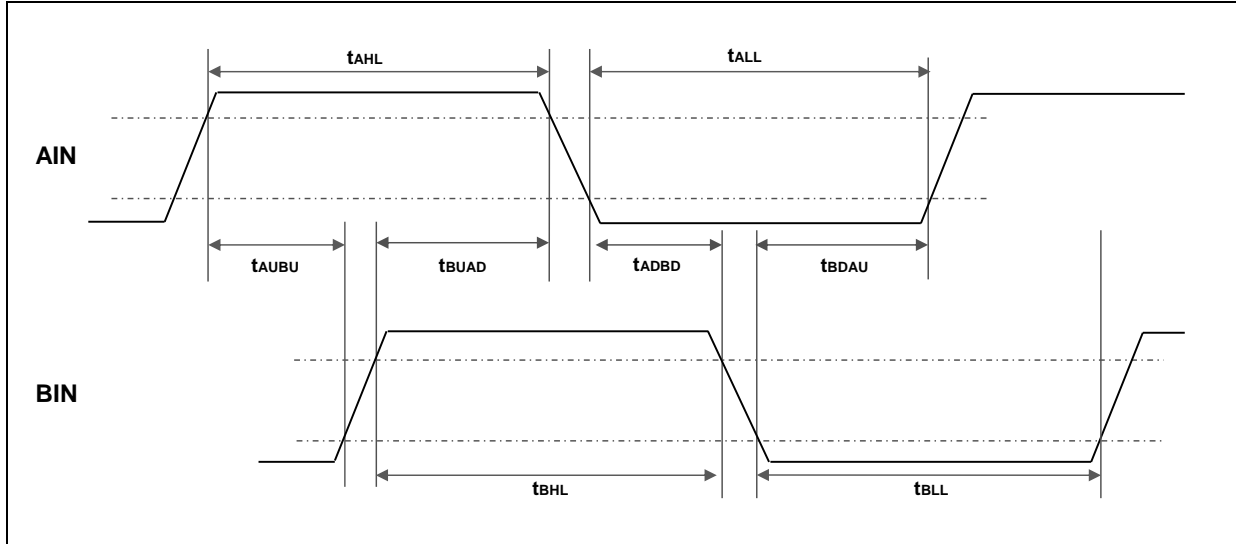 tAHL tALL
AIN
tAUBU tBUAD tADBD tBDAU
BIN
tBHL tBLL